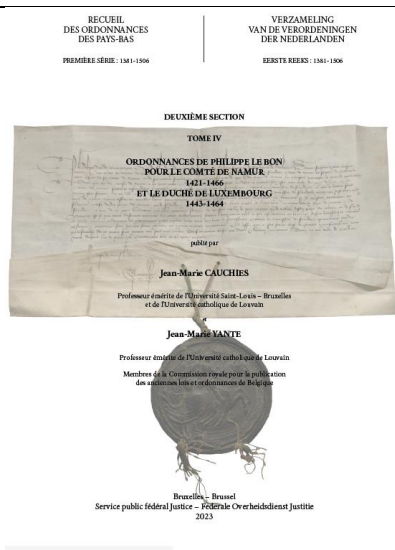 RECUEIL
DES ORDONNANCES
DES PAYS-BAS
PREMIÈRE SÉRIE : 1381-1506
VERZAMELING
VAN DE VERORDENINGEN
DER NEDERLANDEN
EERSTE REEKS : 1381-1506
DEUXIÈME SECTION
TOME IV
ORDONNANCES DE PHILIPPE LE BON
POUR LE COMTÉ DE NAMUR
1421-1466
ET LE DUCHÉ DE LUXEMBOURG
1443-1464
publié par
Jean-Marie CAUCHIES
Professeur émérite de l'Université Saint-Louis – Bruxelles
et de l'Université catholique de Louvain
et
Jean-Marie YANTE
Professeur émérite de l'Université catholique de Louvain
Membres de la Commission royale pour la publication
des anciennes lois et ordonnances de Belgique
Bruxelles – Brussel
Service public fédéral Justice – Federale Overheidsdienst Justitie
2023